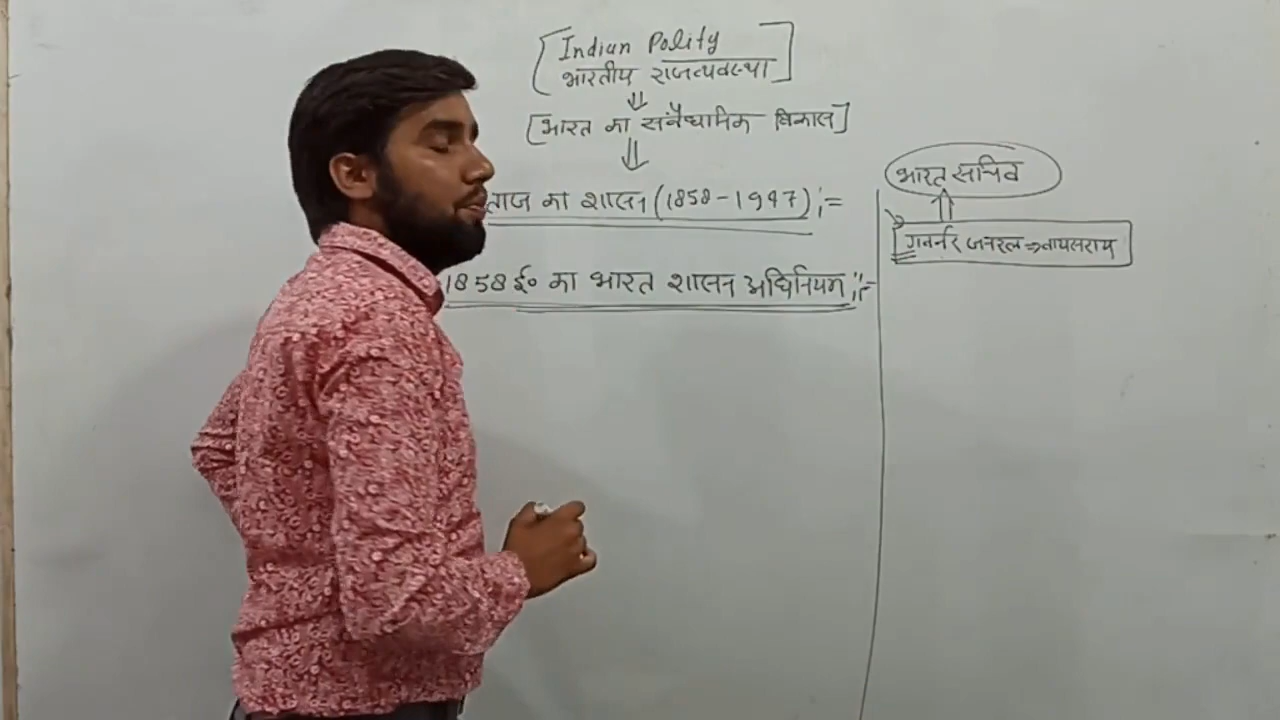 Indian Polity
भारतीय राजव्यवस्था
[भारत का संवैधानिक विकास]
ताज का शासन (1858-1947) :=
1858 ई० का भारत शासन अधिनियम :-
भारत सचिव
गवर्नर जनरल ⇒ वायसराय